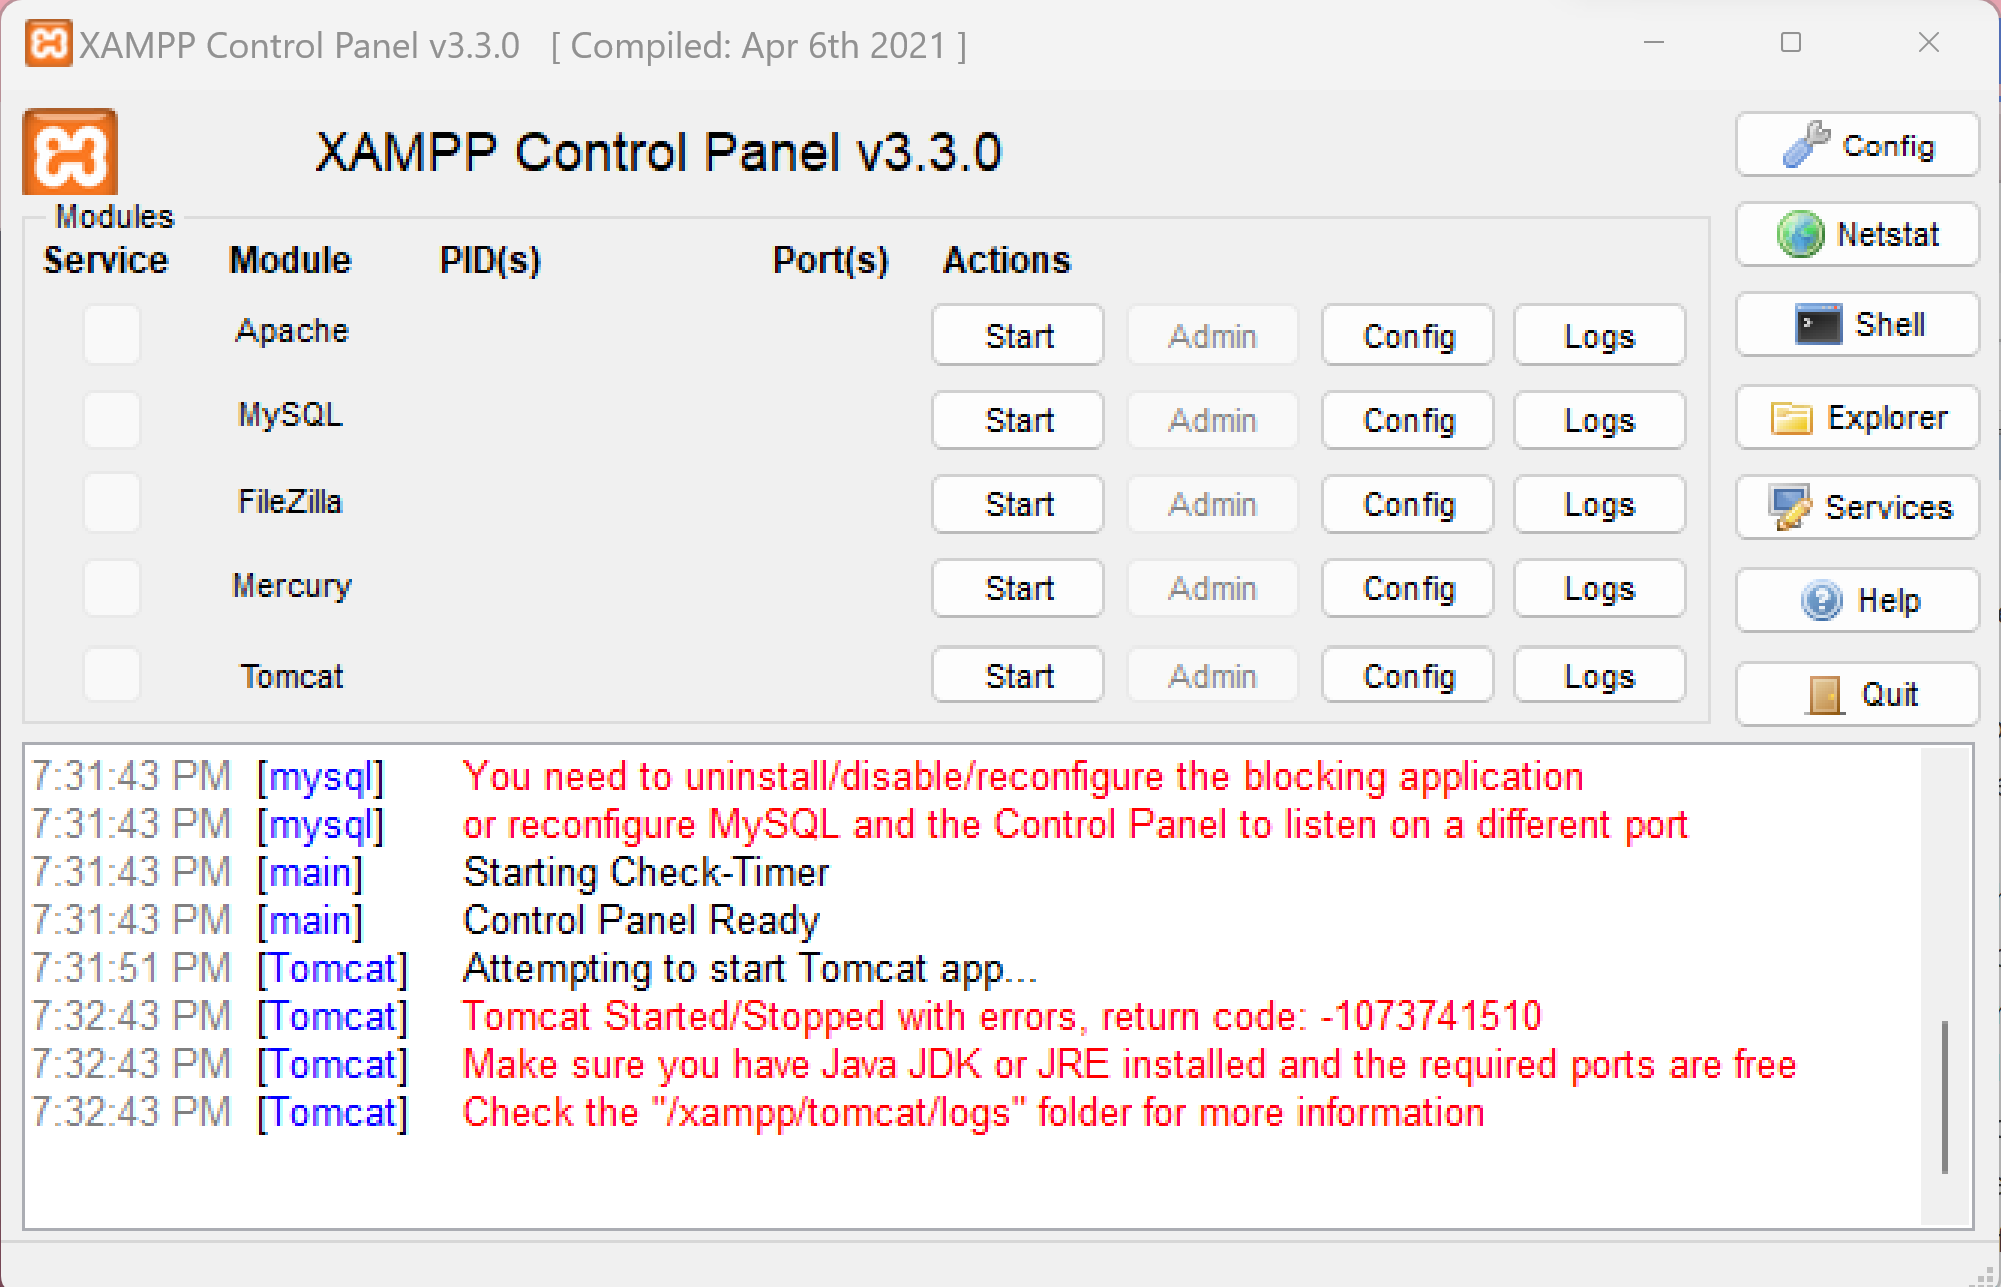 XAMPP Control Panel v3.3.0 [ Compiled: Apr 6th 2021 ]
XAMPP Control Panel v3.3.0
Config
Modules
Service Module PID(s) Port(s) Actions
Netstat
Apache Start Admin Config Logs
Shell
MySQL Start Admin Config Logs
Explorer
FileZilla Start Admin Config Logs
Services
Mercury Start Admin Config Logs
Help
Tomcat Start Admin Config Logs
Quit
7:31:43 PM [mysql] You need to uninstall/disable/reconfigure the blocking application
7:31:43 PM [mysql] or reconfigure MySQL and the Control Panel to listen on a different port
7:31:43 PM [main] Starting Check-Timer
7:31:43 PM [main] Control Panel Ready
7:31:51 PM [Tomcat] Attempting to start Tomcat app...
7:32:43 PM [Tomcat] Tomcat Started/Stopped with errors, return code: -1073741510
7:32:43 PM [Tomcat] Make sure you have Java JDK or JRE installed and the required ports are free
7:32:43 PM [Tomcat] Check the "/xampp/tomcat/logs" folder for more information